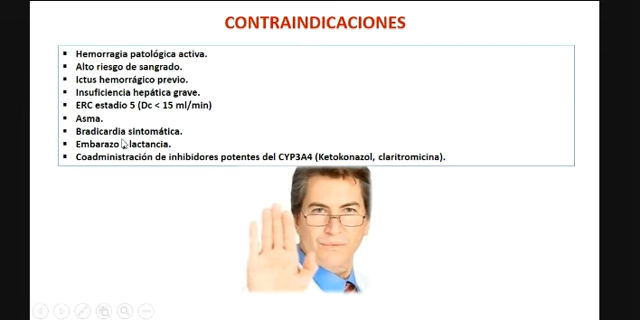 CONTRAINDICACIONES
Hemorragia patológica activa.
Alto riesgo de sangrado.
Ictus hemorrágico previo.
Insuficiencia hepática grave.
ERC estadio 5 (Dc < 15 ml/min)
Asma.
Bradicardia sintomática.
Embarazo lactancia.
Coadministración de inhibidores potentes del CYP3A4 (Ketokonazol, claritromicina).